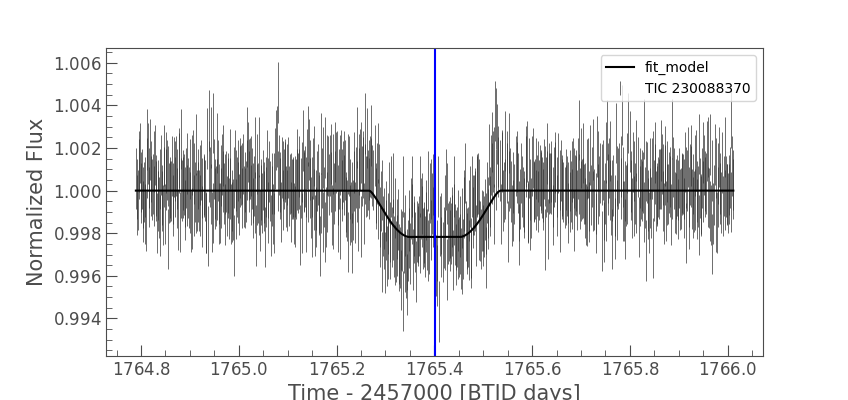 fit_model
TIC 230088370
1.006
1.004
1.002
1.000
0.998
0.996
0.994
Normalized Flux
1764.8 1765.0 1765.2 1765.4 1765.6 1765.8 1766.0
Time - 2457000 [BTJD days]